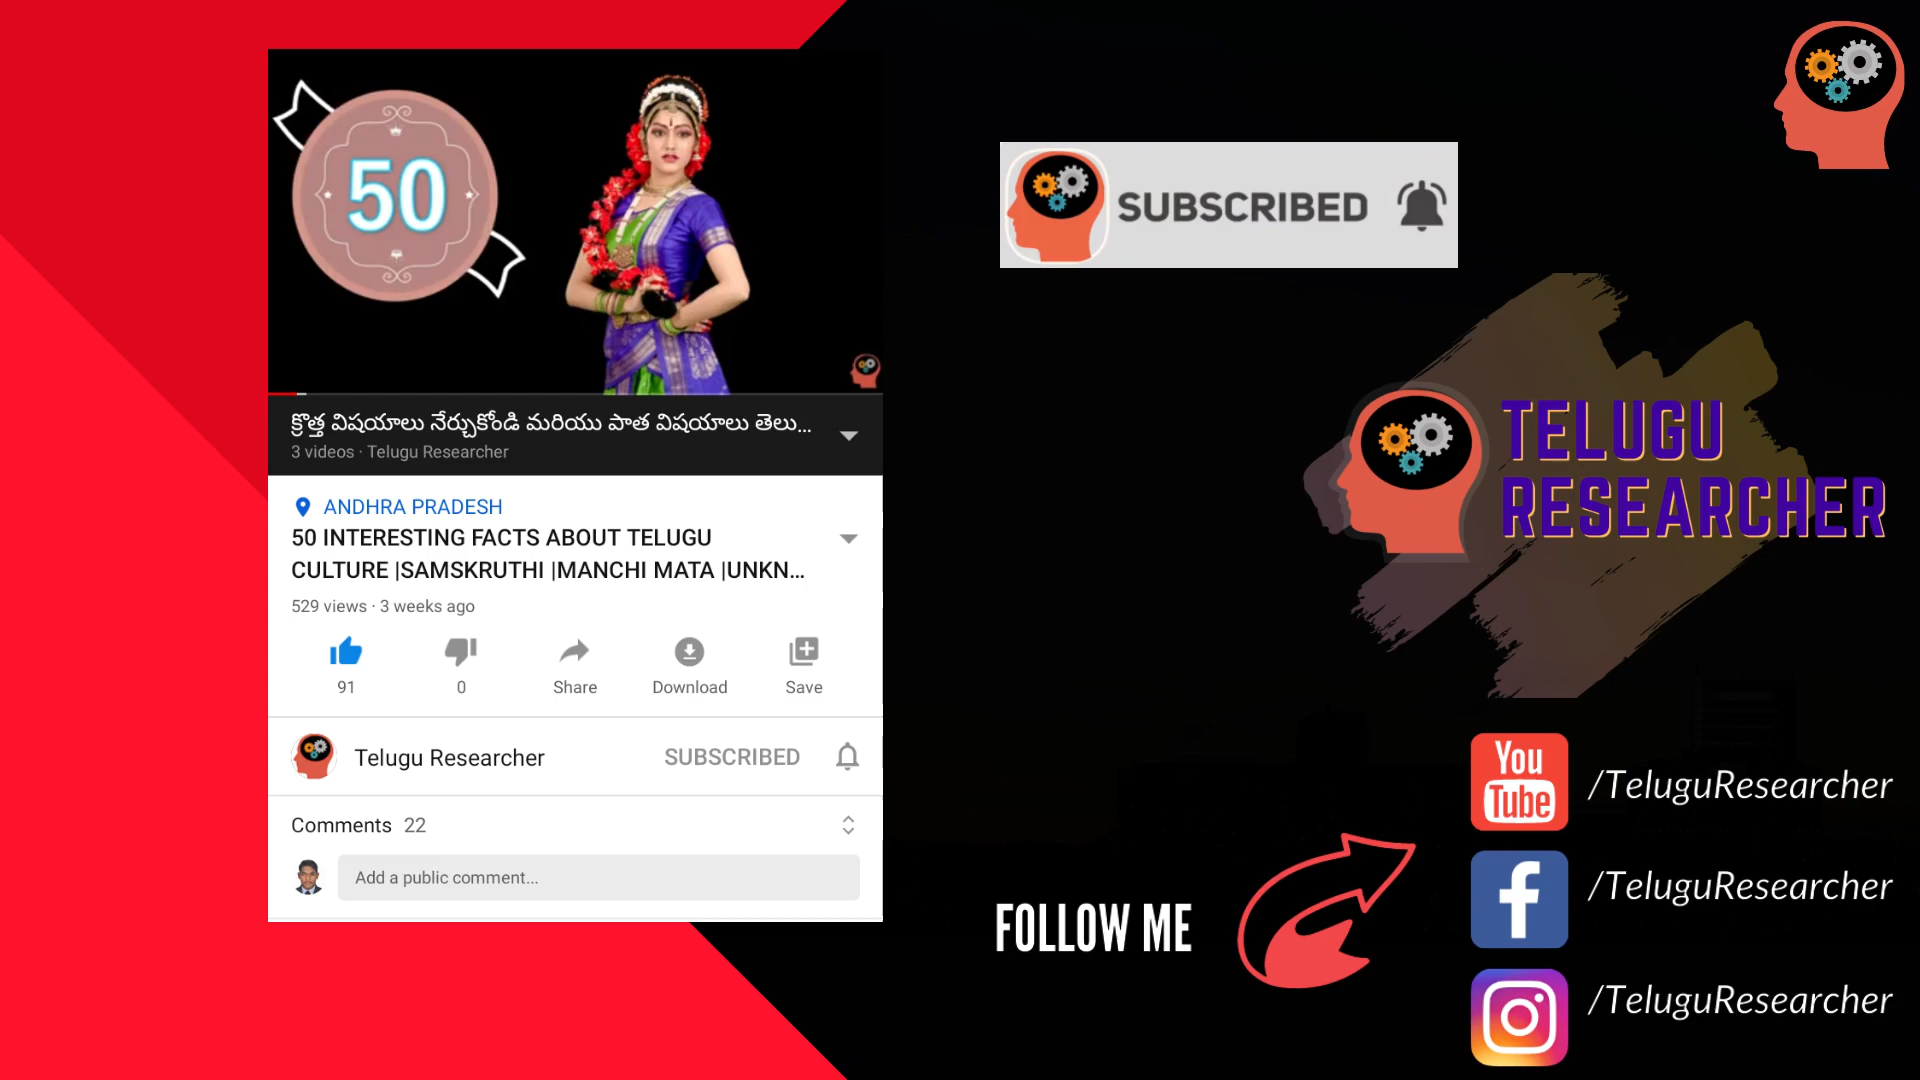 50
క్రొత్త విషయాలు నేర్చుకోండి మరియు పాత విషయాలు తెలు...
3 videos · Telugu Researcher
ANDHRA PRADESH
50 INTERESTING FACTS ABOUT TELUGU
CULTURE |SAMSKRUTHI |MANCHI MATA |UNKN...
529 views · 3 weeks ago
91
0
Share
Download
Save
Telugu Researcher
SUBSCRIBED
Comments 22
Add a public comment...
SUBSCRIBED
TELUGU
RESEARCHER
FOLLOW ME
You
Tube
/TeluguResearcher
/TeluguResearcher
/TeluguResearcher